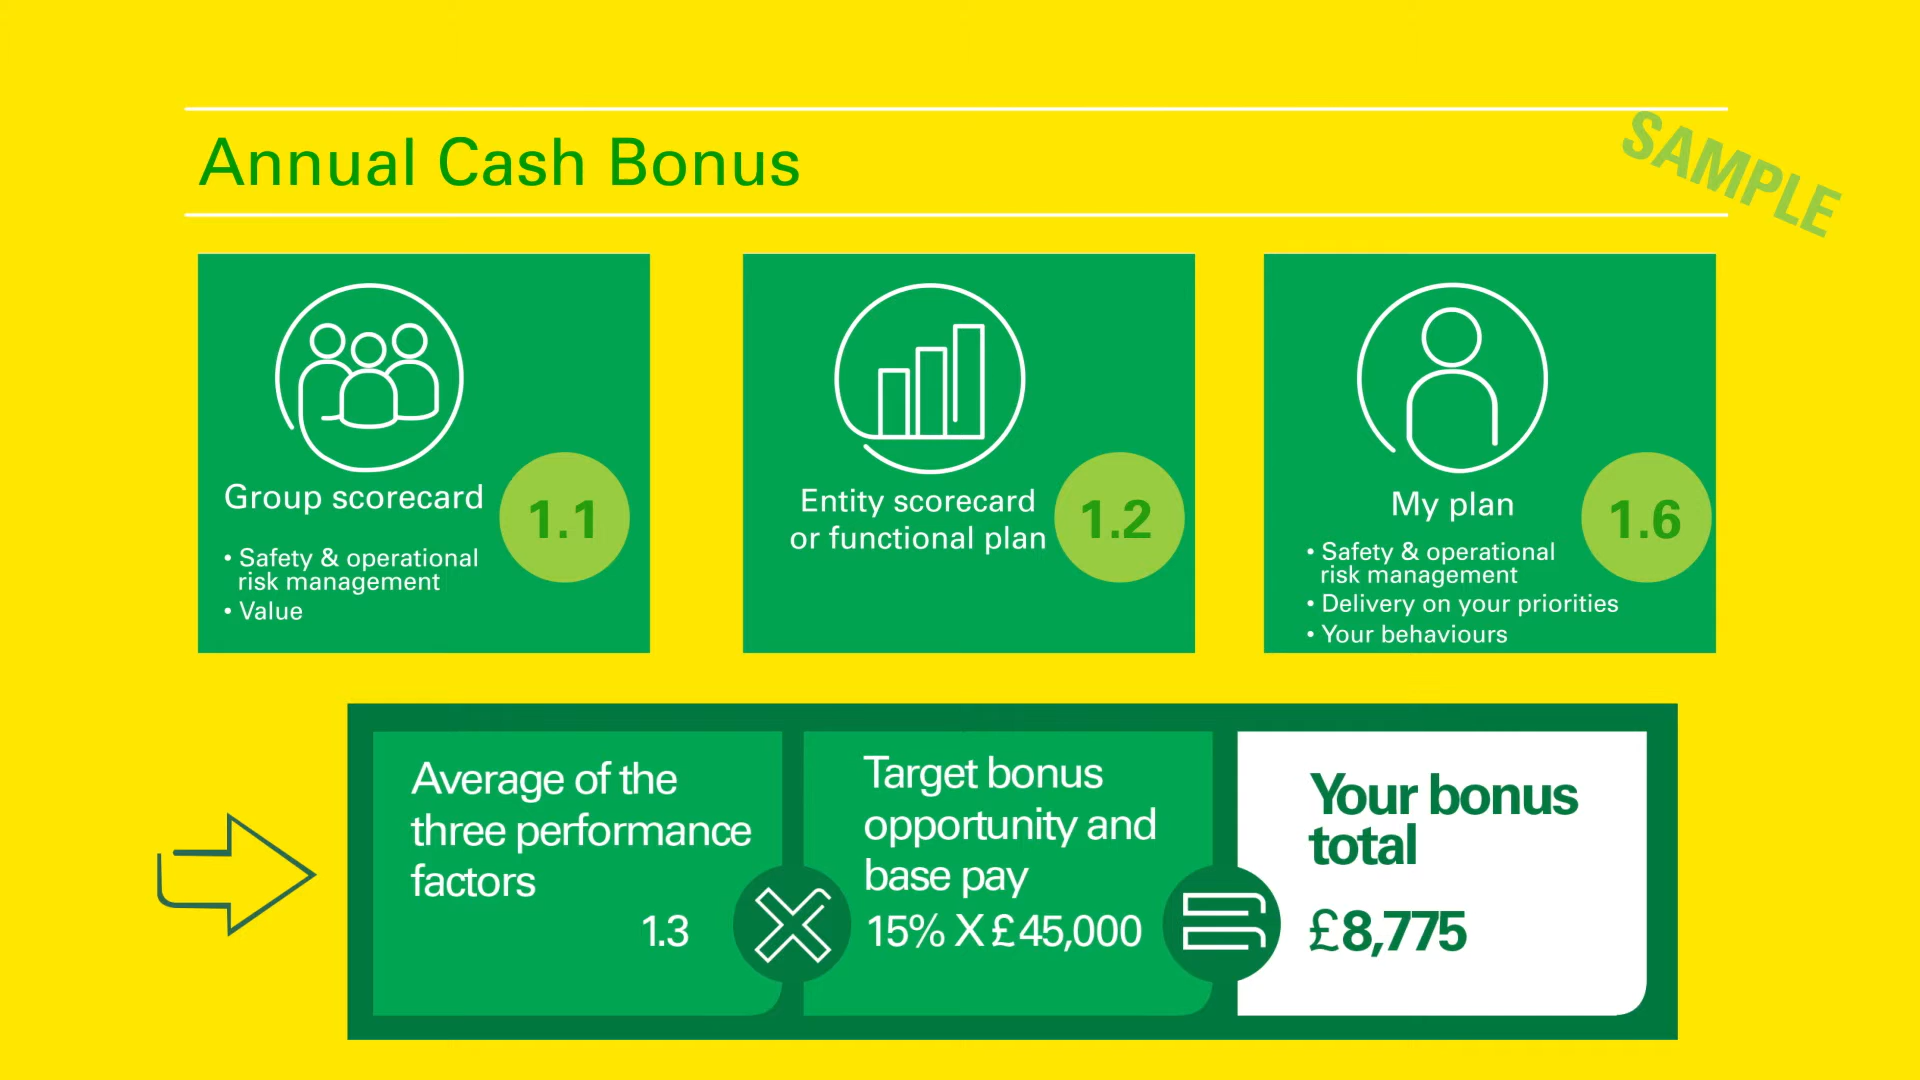 Annual Cash Bonus
SAMPLE
Group scorecard
1.1
• Safety & operational
risk management
• Value
Entity scorecard
or functional plan
1.2
My plan
1.6
• Safety & operational
risk management
• Delivery on your priorities
• Your behaviours
Average of the
three performance
factors
1.3
Target bonus
opportunity and
base pay
15% X £45,000
Your bonus
total
£8,775